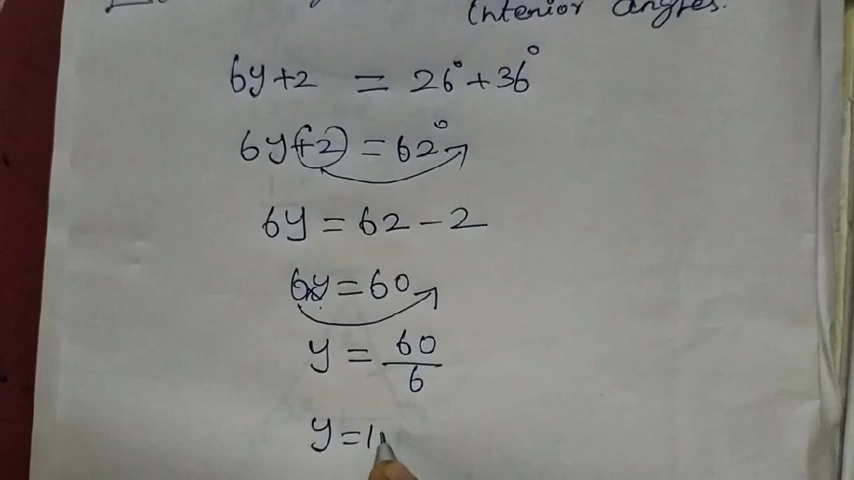 Interior angles.
6y+2 = 26°+36°
6y+2 = 62°
6y = 62-2
6y = 60
y = 60/6
y = 1